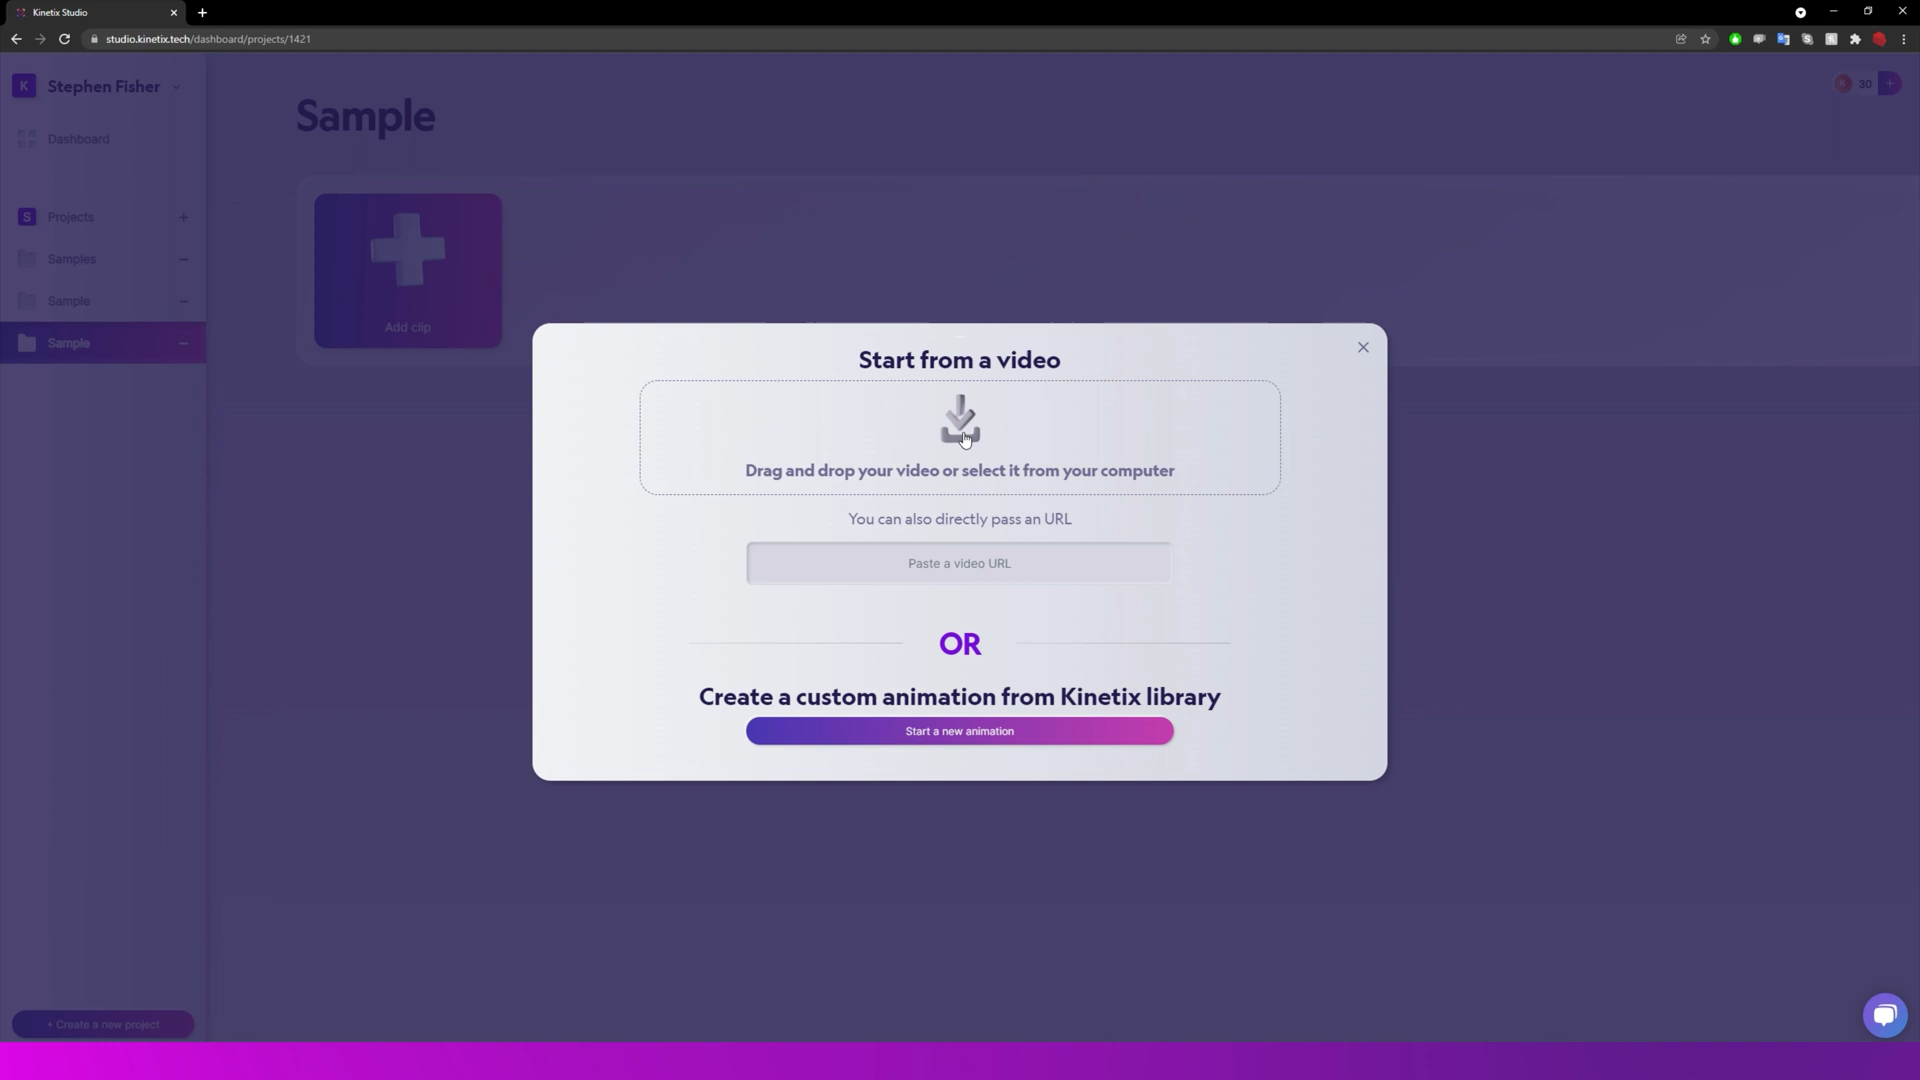 Kinetix Studio
studio.kinetix.tech/dashboard/projects/1421
K Stephen Fisher
30 +
Dashboard
S Projects +
Samples
Sample
Sample
Sample
Add clip
Start from a video
Drag and drop your video or select it from your computer
You can also directly pass an URL
Paste a video URL
OR
Create a custom animation from Kinetix library
Start a new animation
+ Create a new project